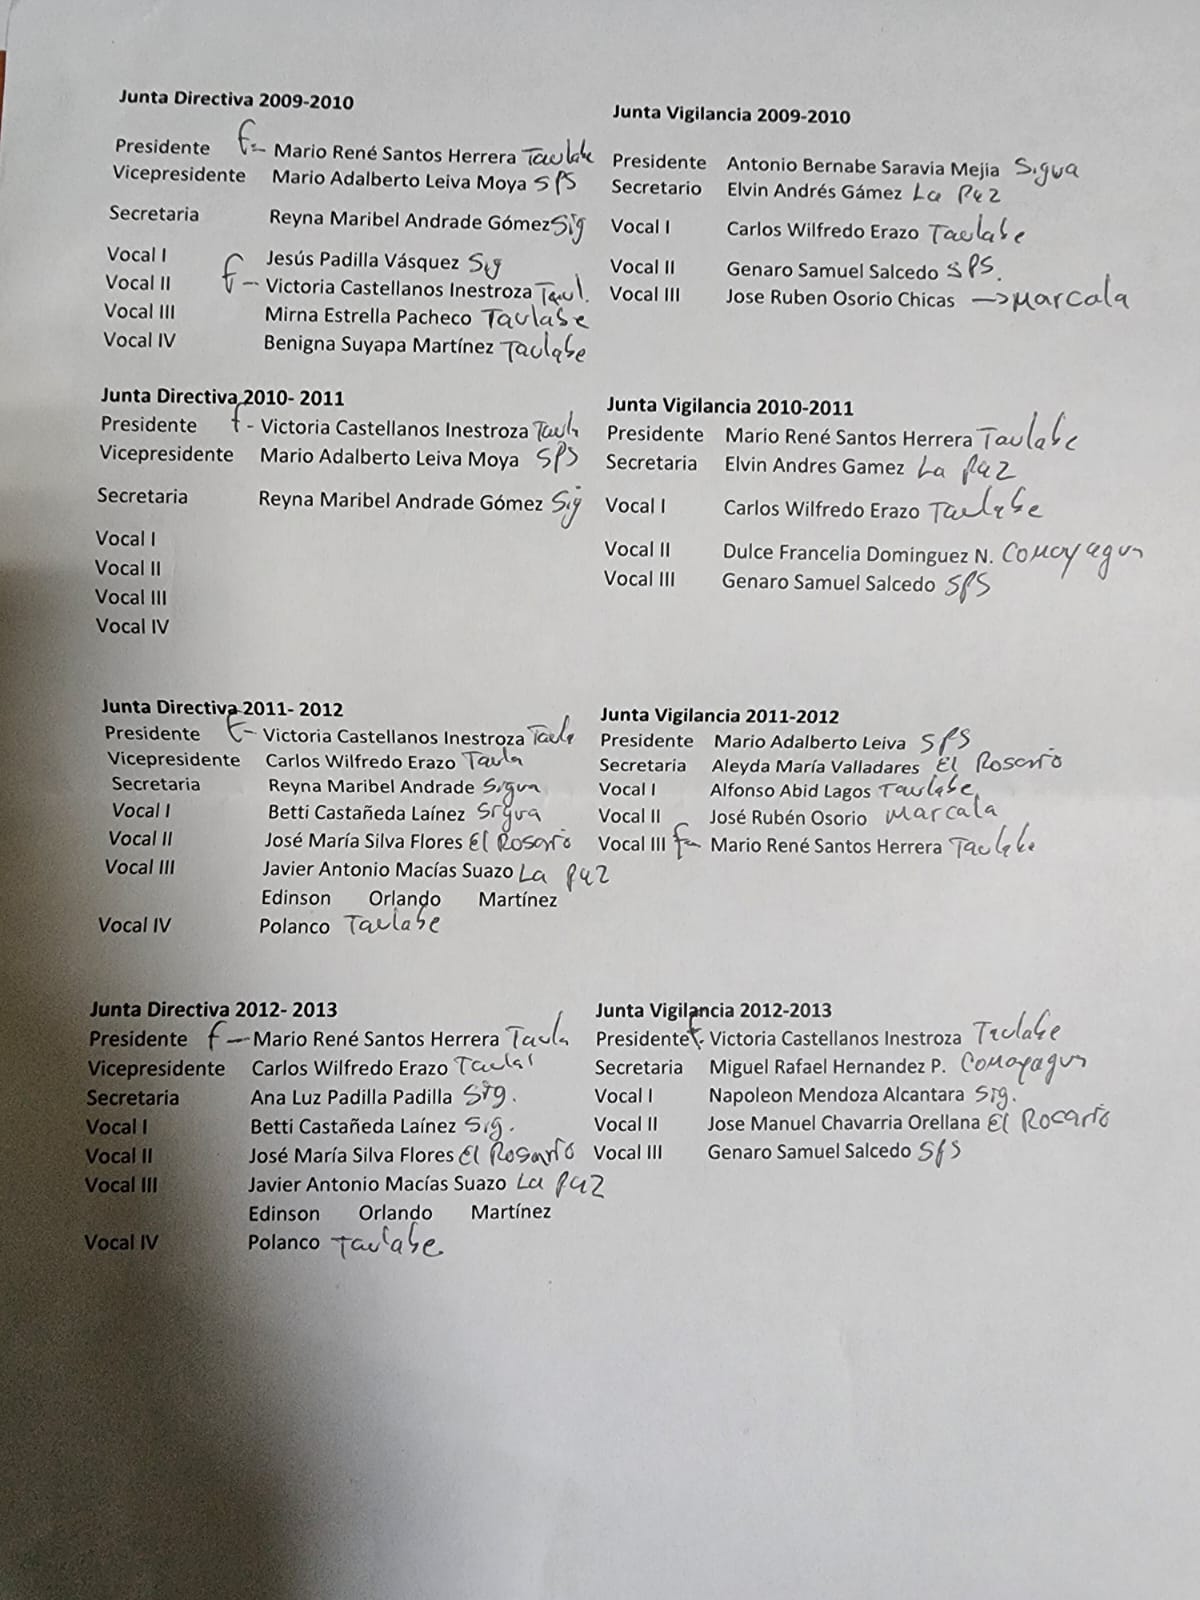 Junta Directiva 2009-2010
Presidente f- Mario René Santos Herrera Taulabe
Vicepresidente Mario Adalberto Leiva Moya SPS
Secretaria Reyna Maribel Andrade Gómez Sig
Vocal I Jesús Padilla Vásquez Sig
Vocal II f- Victoria Castellanos Inestroza Taul.
Vocal III Mirna Estrella Pacheco Taulabe
Vocal IV Benigna Suyapa Martínez Taulabe
Junta Vigilancia 2009-2010
Presidente Antonio Bernabe Saravia Mejia Sigua
Secretario Elvin Andrés Gámez La Paz
Vocal I Carlos Wilfredo Erazo Taulabe
Vocal II Genaro Samuel Salcedo SPS.
Vocal III Jose Ruben Osorio Chicas →Marcala
Junta Directiva 2010- 2011
Presidente f- Victoria Castellanos Inestroza Taula
Vicepresidente Mario Adalberto Leiva Moya SPS
Secretaria Reyna Maribel Andrade Gómez Sig
Vocal I
Vocal II
Vocal III
Vocal IV
Junta Vigilancia 2010-2011
Presidente Mario René Santos Herrera Taulabe
Secretaria Elvin Andres Gamez La Paz
Vocal I Carlos Wilfredo Erazo Taulabe
Vocal II Dulce Francelia Dominguez N. Comayagua
Vocal III Genaro Samuel Salcedo SPS
Junta Directiva 2011- 2012
Presidente f- Victoria Castellanos Inestroza Taula
Vicepresidente Carlos Wilfredo Erazo Taula
Secretaria Reyna Maribel Andrade Sigua
Vocal I Betti Castañeda Laínez Sigua
Vocal II José María Silva Flores El Rosario
Vocal III Javier Antonio Macías Suazo La Paz
Edinson Orlando Martínez
Vocal IV Polanco Taulabe
Junta Vigilancia 2011-2012
Presidente Mario Adalberto Leiva SPS
Secretaria Aleyda María Valladares El Rosario
Vocal I Alfonso Abid Lagos Taulabe
Vocal II José Rubén Osorio Marcala
Vocal III f- Mario René Santos Herrera Taulabe
Junta Directiva 2012- 2013
Presidente f- Mario René Santos Herrera Taula
Vicepresidente Carlos Wilfredo Erazo
Secretaria Ana Luz Padilla Padilla Sig.
Vocal I Betti Castañeda Laínez Sig.
Vocal II José María Silva Flores El Rosario
Vocal III Javier Antonio Macías Suazo La Paz
Edinson Orlando Martínez
Vocal IV Polanco Taulabe
Junta Vigilancia 2012-2013
Presidente f- Victoria Castellanos Inestroza Taulabe
Secretaria Miguel Rafael Hernandez P. Comayagua
Vocal I Napoleon Mendoza Alcantara Sig.
Vocal II Jose Manuel Chavarria Orellana El Rocario
Vocal III Genaro Samuel Salcedo SPS